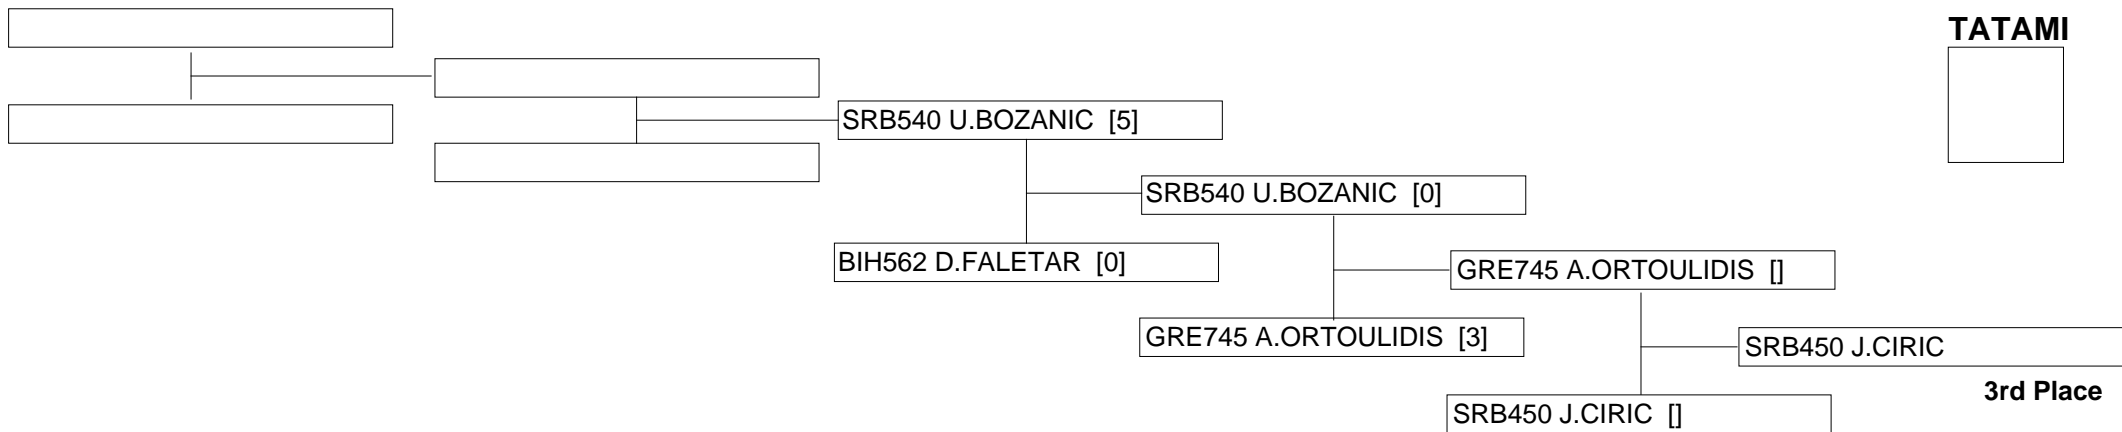 TATAMI
SRB540 U.BOZANIC [5]
SRB540 U.BOZANIC [0]
BIH562 D.FALETAR [0]
GRE745 A.ORTOULIDIS []
GRE745 A.ORTOULIDIS [3]
SRB450 J.CIRIC
3rd Place
SRB450 J.CIRIC []